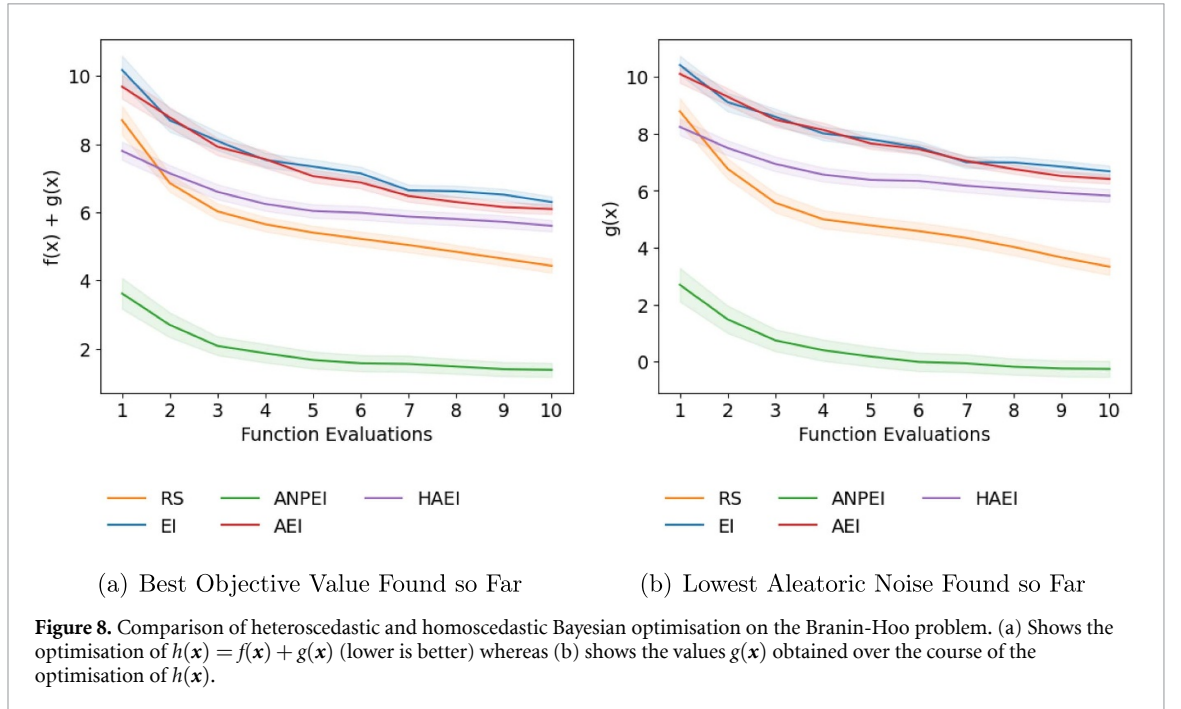 f(x) + g(x)
10
8
6
4
2
1 2 3 4 5 6 7 8 9 10
Function Evaluations
RS ANPEI HAEI
EI AEI
(a) Best Objective Value Found so Far
g(x)
10
8
6
4
2
0
1 2 3 4 5 6 7 8 9 10
Function Evaluations
RS ANPEI HAEI
EI AEI
(b) Lowest Aleatoric Noise Found so Far
Figure 8. Comparison of heteroscedastic and homoscedastic Bayesian optimisation on the Branin-Hoo problem. (a) Shows the
optimisation of h(x) = f(x) + g(x) (lower is better) whereas (b) shows the values g(x) obtained over the course of the
optimisation of h(x).